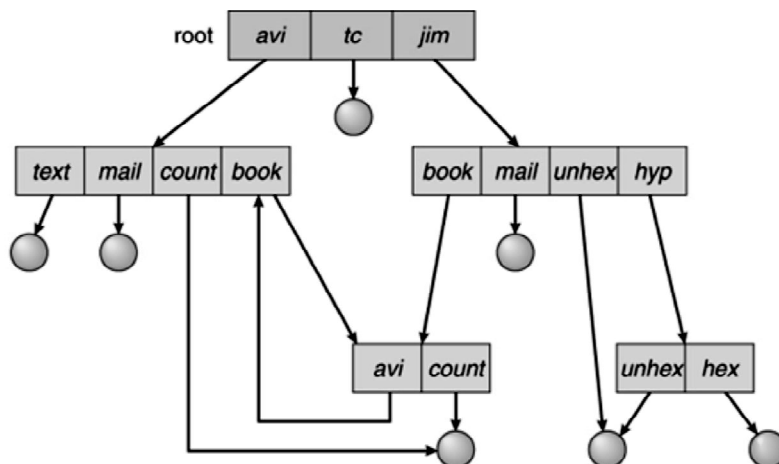 root avi tc jim
text mail count book
book mail unhex hyp
avi count
unhex hex